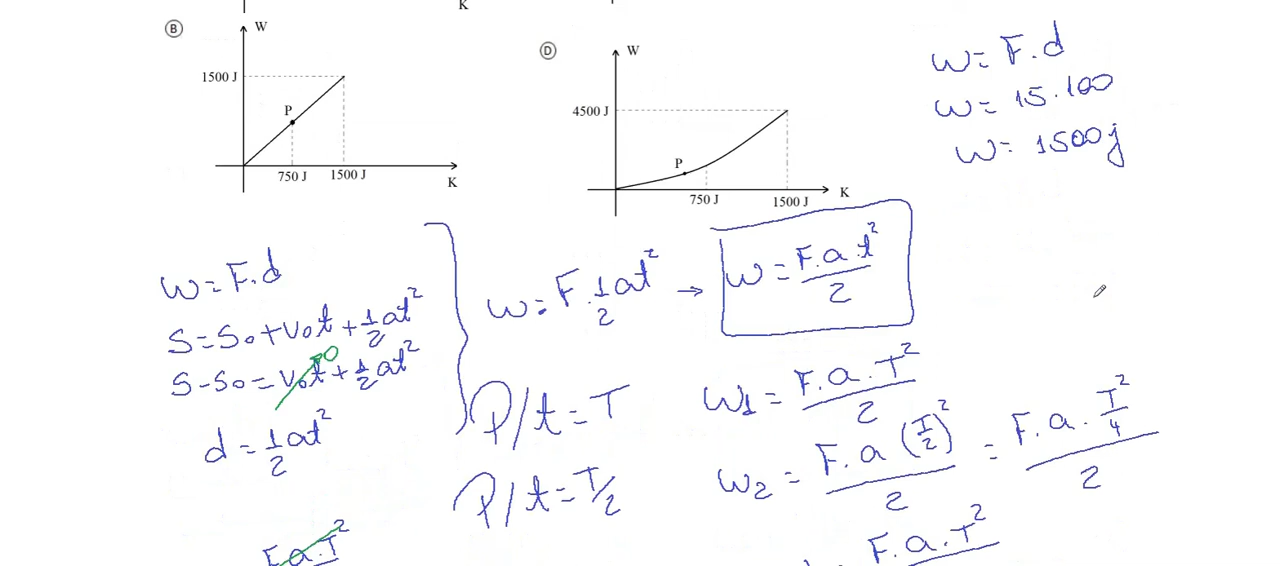 K
B
W
1500 J
P
750 J
1500 J
K
D
W
4500 J
P
750 J
1500 J
K
W = F.d
W = 15.100
W = 1500j
W = F.d
S = S₀ + V₀t + 1/2 at²
S - S₀ = V₀t + 1/2 at²
0
d = 1/2 at²
W = F. 1/2 at² → W = F.a.t²/2
P/ t = T
P/ t = T/2
W1 = F.a.T²/2
W2 = F.a(T/2)²/2 = F.a.T²/4/2
F.a.T²
F.a.T²